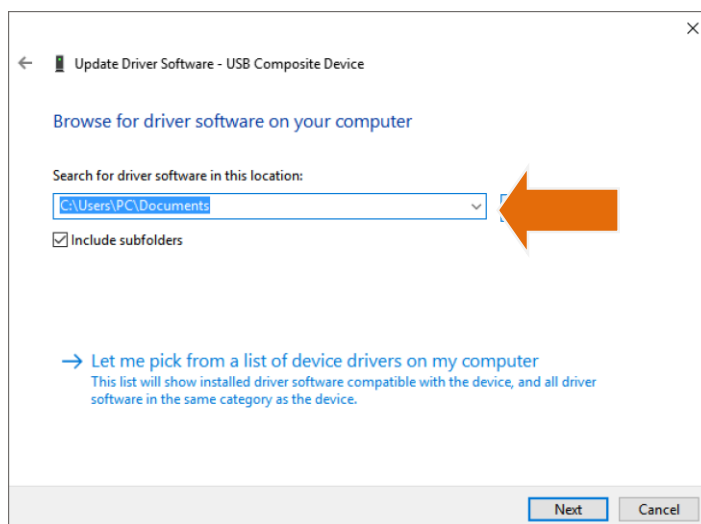 Update Driver Software - USB Composite Device
Browse for driver software on your computer
Search for driver software in this location:
C:\Users\PC\Documents
Include subfolders
Let me pick from a list of device drivers on my computer
This list will show installed driver software compatible with the device, and all driver
software in the same category as the device.
Next Cancel